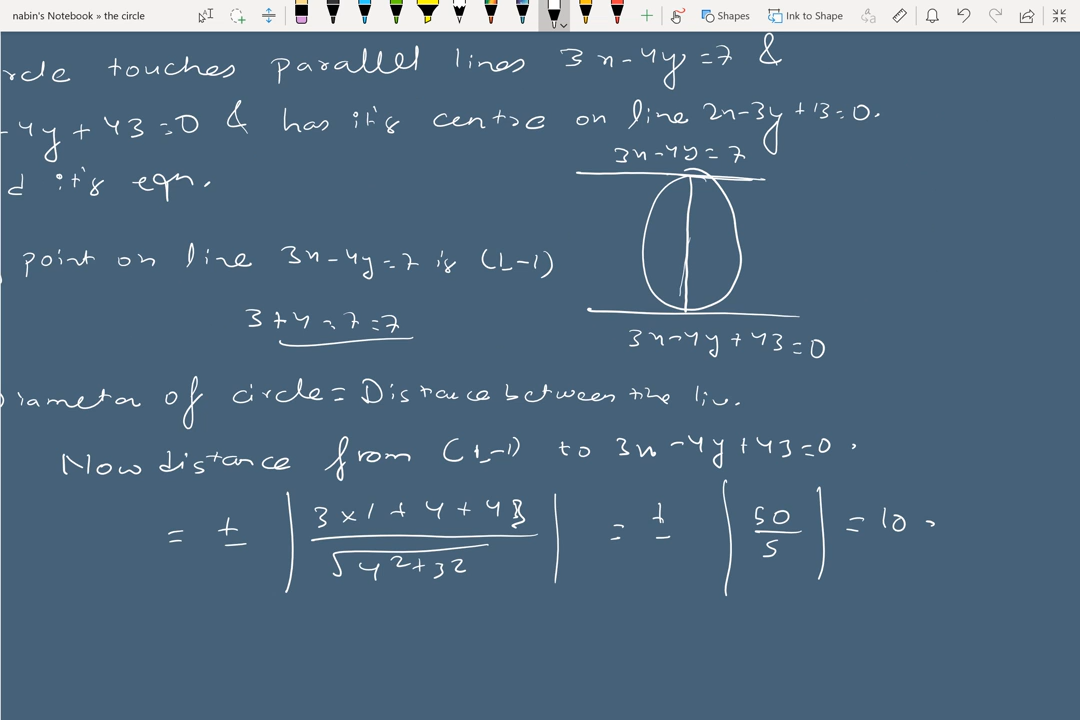 nabin's Notebook » the circle
Shapes
Ink to Shape
rcle touches parallel lines 3x-4y=7 &
-4y+43=0 & has it's centre on line 2x-3y+13=0.
d it's eqn.
3x-4y=7
point on line 3x-4y=7 is (1,-1)
3+4=7=7
3x-4y+43=0
iameter of circle = Distance between the lin.
Now distance from (1,-1) to 3x-4y+43=0.
= ± |3×1+4+43 / √4²+3²| = ± |50/5| = 10.